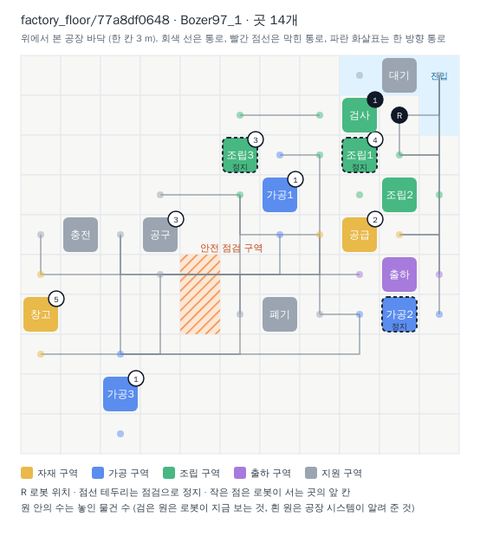 factory_floor/77a8df0648 · Bozer97_1 · 곳 14개
위에서 본 공장 바닥 (한 칸 3 m). 회색 선은 통로, 빨간 점선은 막힌 통로, 파란 화살표는 한 방향 통로
대기
전립
검사 1
R
조립3 3
정지
조립1 4
정지
가공1 1
조립2
충전
공구 3
공급 2
안전 점검 구역
출하
창고 5
폐기
가공2
정지
가공3 1
자재 구역 가공 구역 조립 구역 출하 구역 지원 구역
R 로봇 위치 · 점선 테두리는 점검으로 정지 · 작은 점은 로봇이 서는 곳의 앞 칸
원 안의 수는 놓인 물건 수 (검은 원은 로봇이 지금 보는 것, 흰 원은 공장 시스템이 알려 준 것)